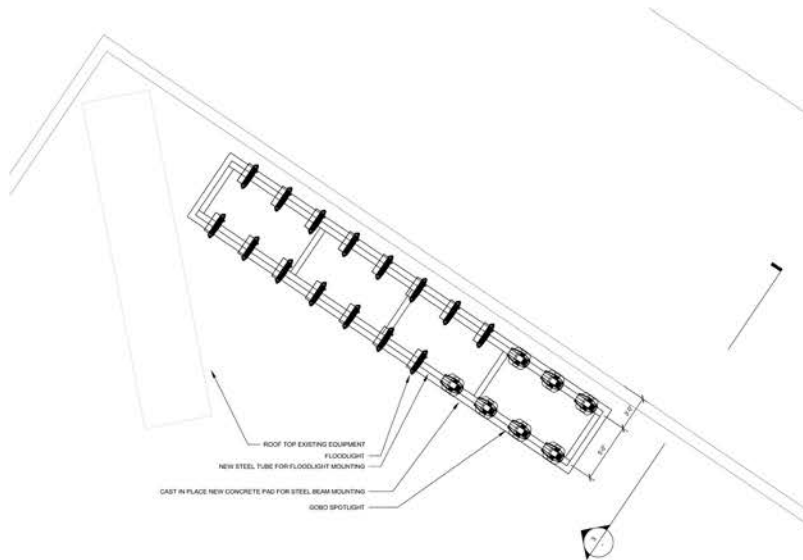 ROOF TOP EXISTING EQUIPMENT
FLOODLIGHT
NEW STEEL TUBE FOR FLOODLIGHT MOUNTING
CAST IN PLACE NEW CONCRETE PAD FOR STEEL BEAM MOUNTING
GOBO SPOTLIGHT
3